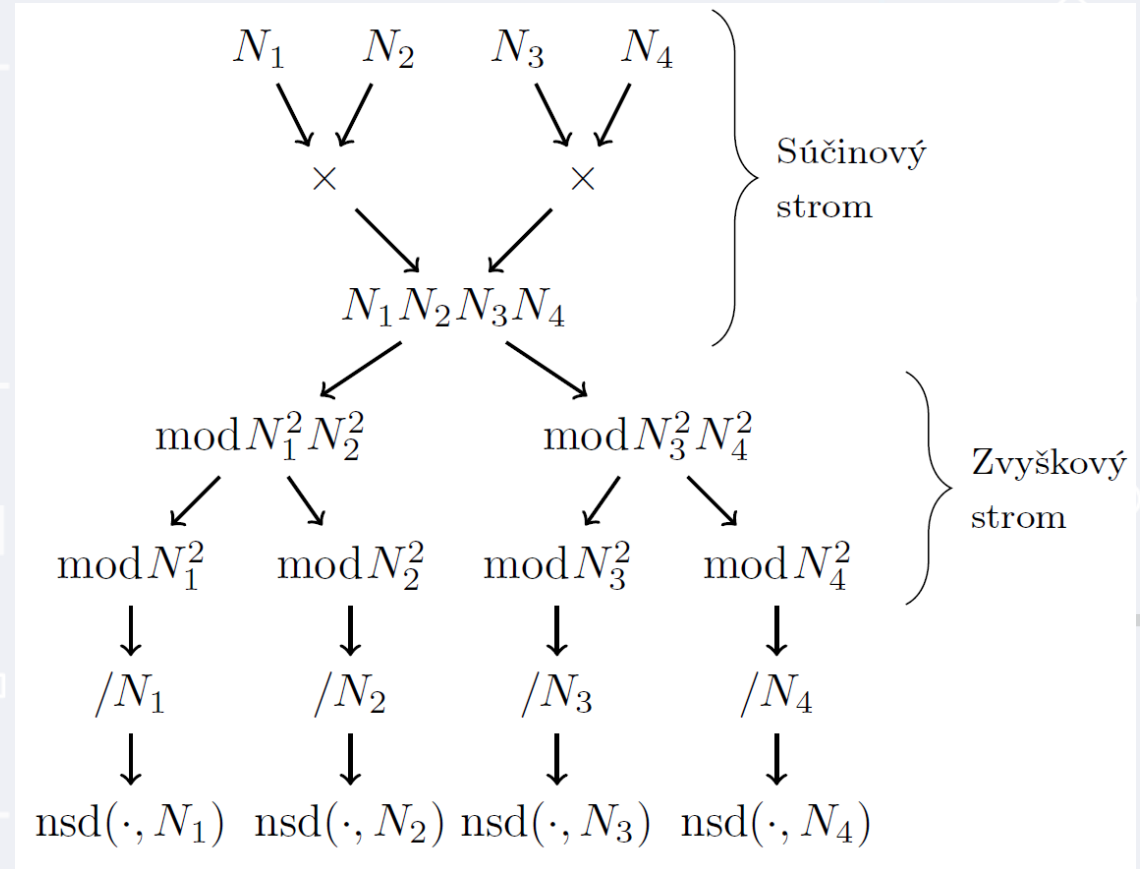 N₁ N₂ N₃ N₄
× ×
Súčinový
strom
N₁N₂N₃N₄
mod N₁²N₂² mod N₃²N₄²
Zvyškový
strom
mod N₁² mod N₂² mod N₃² mod N₄²
/N₁ /N₂ /N₃ /N₄
nsd(·, N₁) nsd(·, N₂) nsd(·, N₃) nsd(·, N₄)